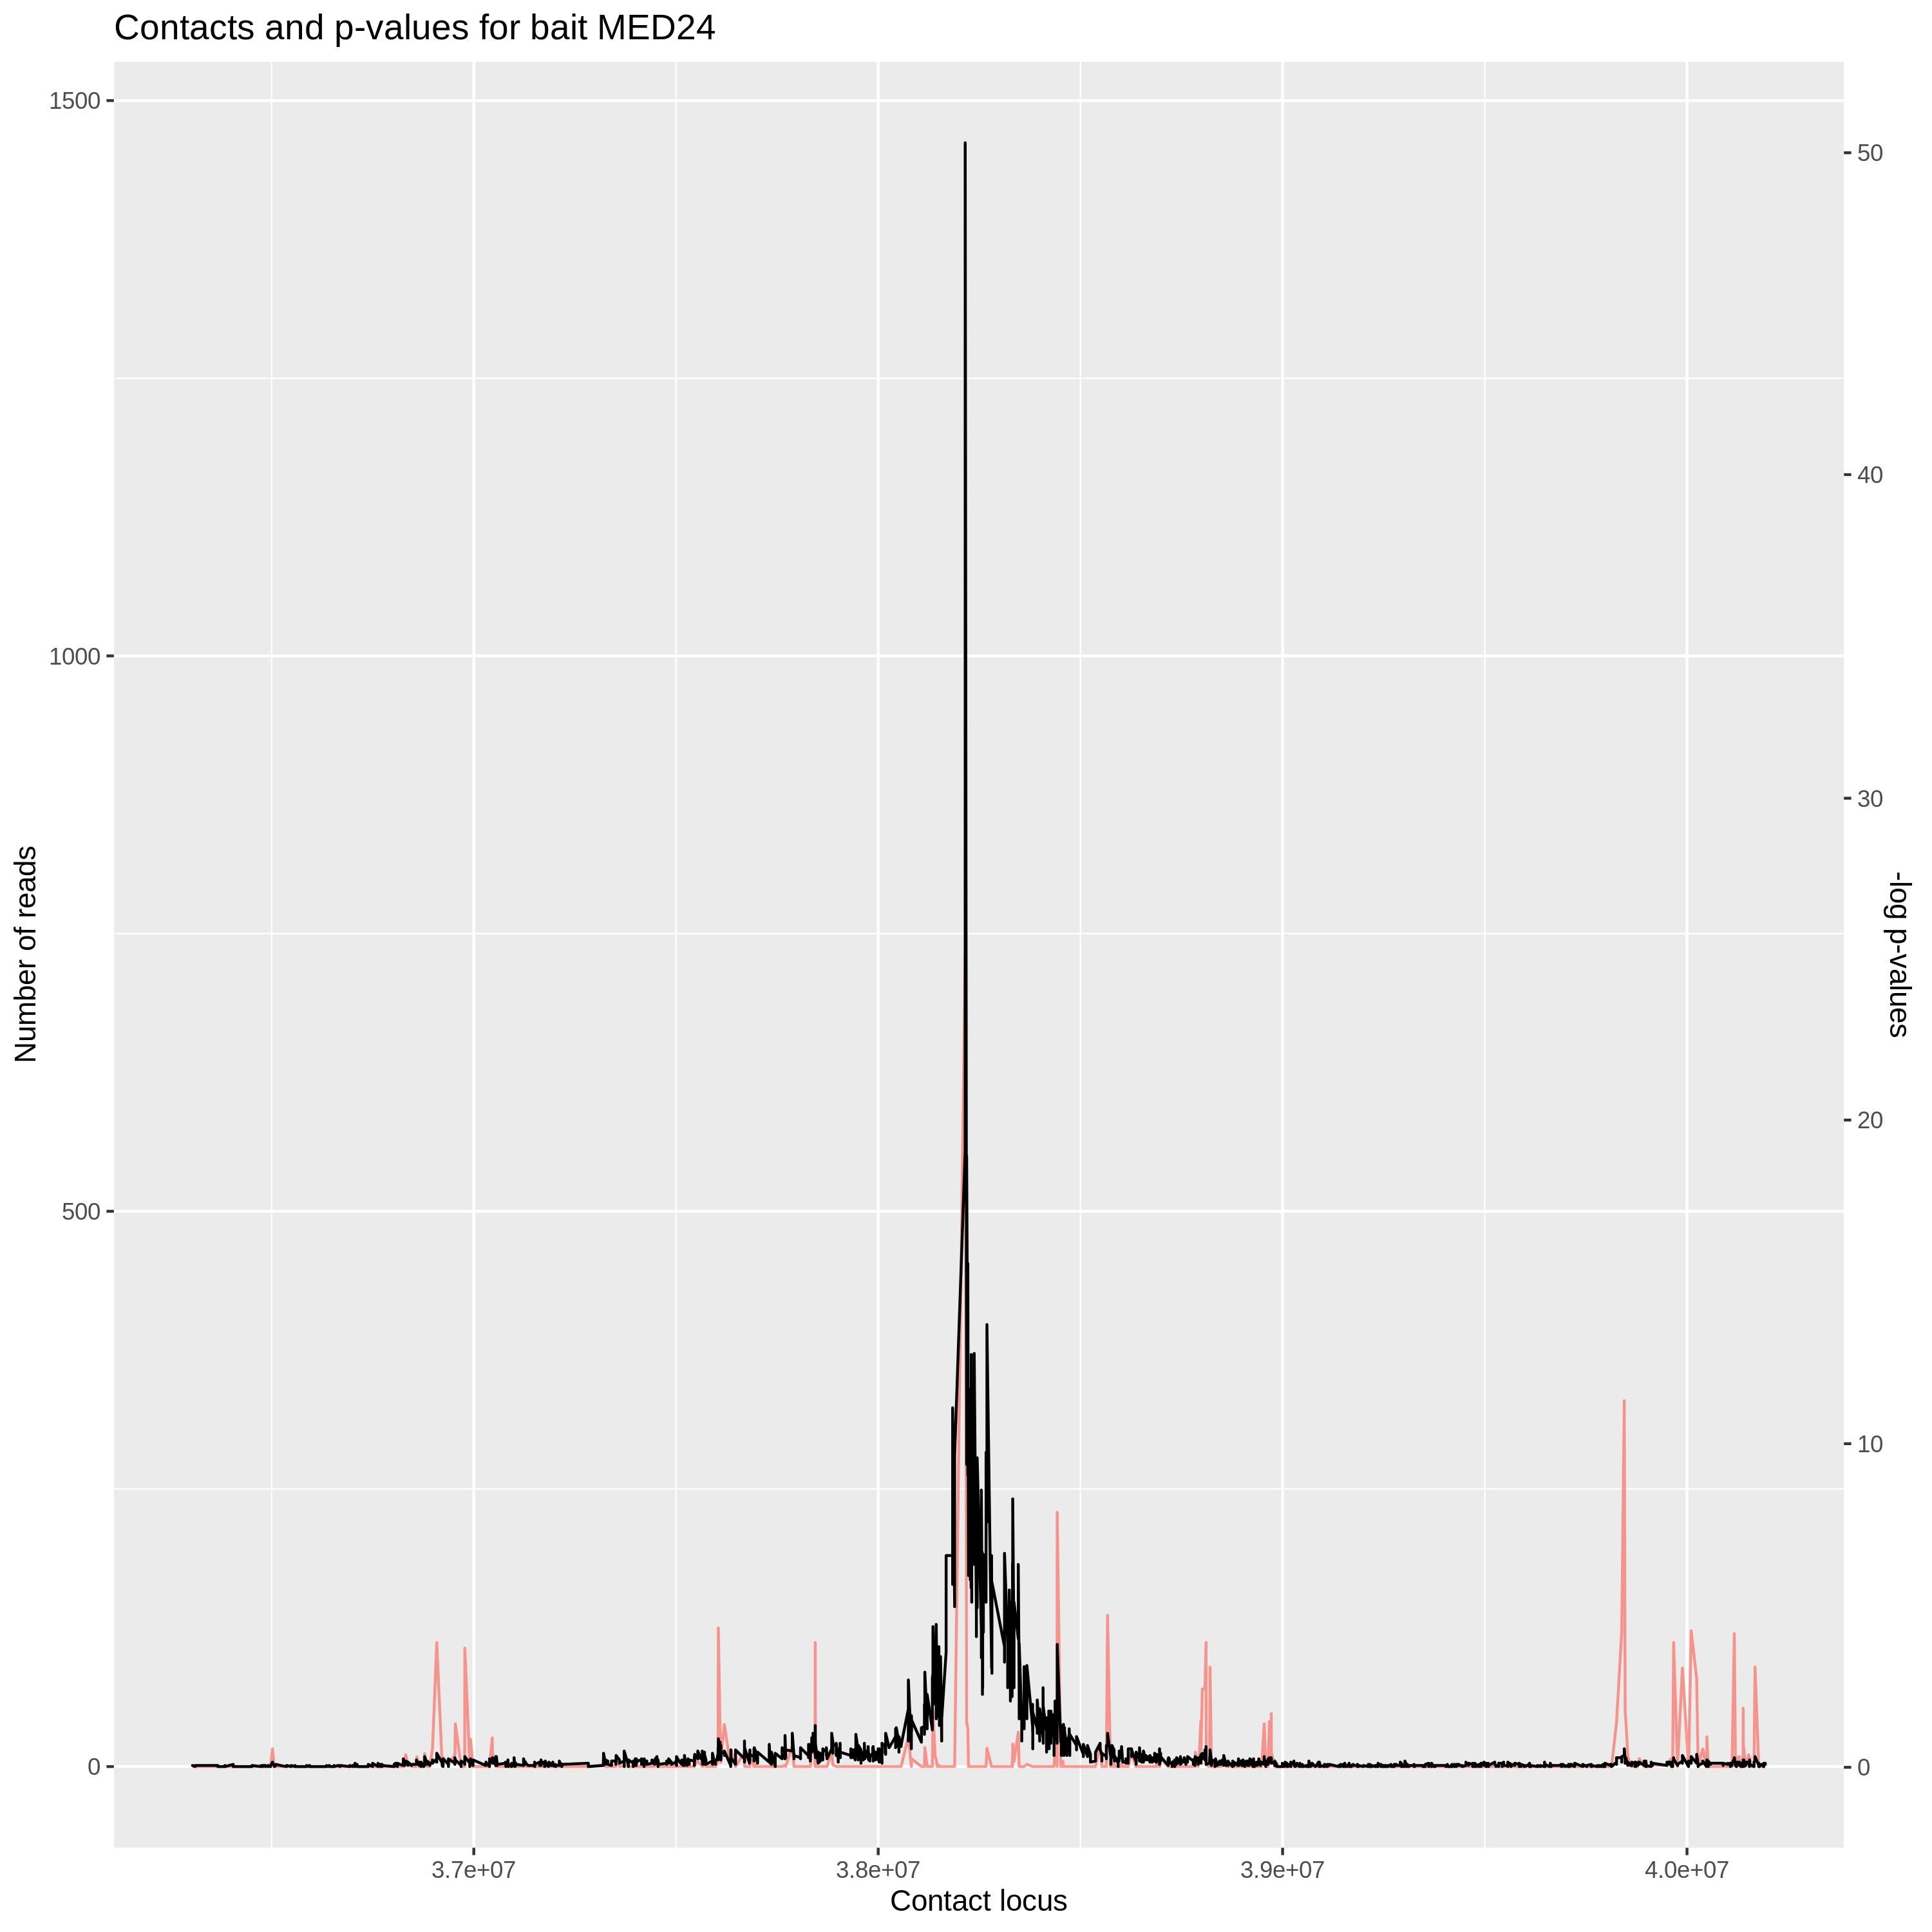 Contacts and p-values for bait MED24
1500
1000
500
0
Number of reads
50
40
30
20
10
0
-log p-values
3.7e+07
3.8e+07
3.9e+07
4.0e+07
Contact locus